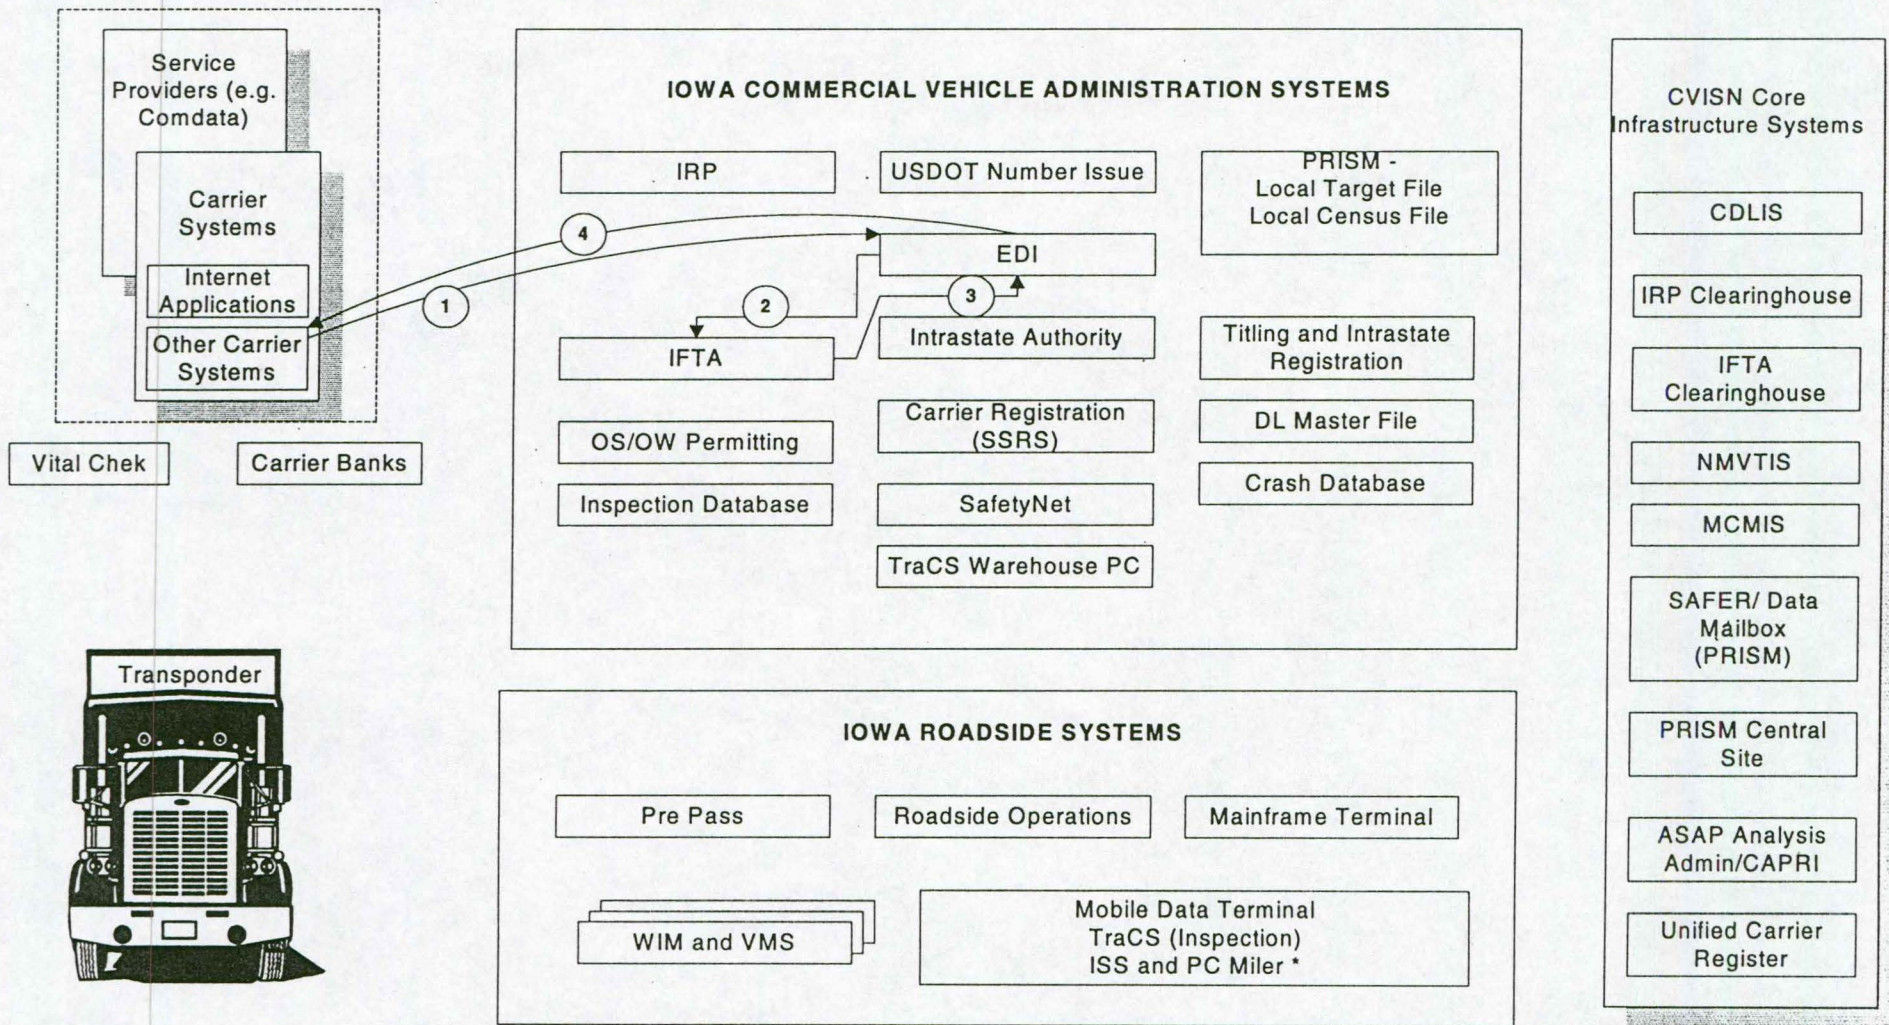 Service
Providers (e.g.
Comdata)
Carrier
Systems
Internet
Applications
Other Carrier
Systems
Vital Chek
Carrier Banks
Transponder
IOWA COMMERCIAL VEHICLE ADMINISTRATION SYSTEMS
IRP
USDOT Number Issue
PRISM -
Local Target File
Local Census File
4
EDI
1
2
3
IFTA
Intrastate Authority
Titling and Intrastate
Registration
OS/OW Permitting
Carrier Registration
(SSRS)
DL Master File
Inspection Database
SafetyNet
Crash Database
TraCS Warehouse PC
IOWA ROADSIDE SYSTEMS
Pre Pass
Roadside Operations
Mainframe Terminal
WIM and VMS
Mobile Data Terminal
TraCS (Inspection)
ISS and PC Miler *
CVISN Core
Infrastructure Systems
CDLIS
IRP Clearinghouse
IFTA
Clearinghouse
NMVTIS
MCMIS
SAFER/ Data
Mailbox
(PRISM)
PRISM Central
Site
ASAP Analysis
Admin/CAPRI
Unified Carrier
Register